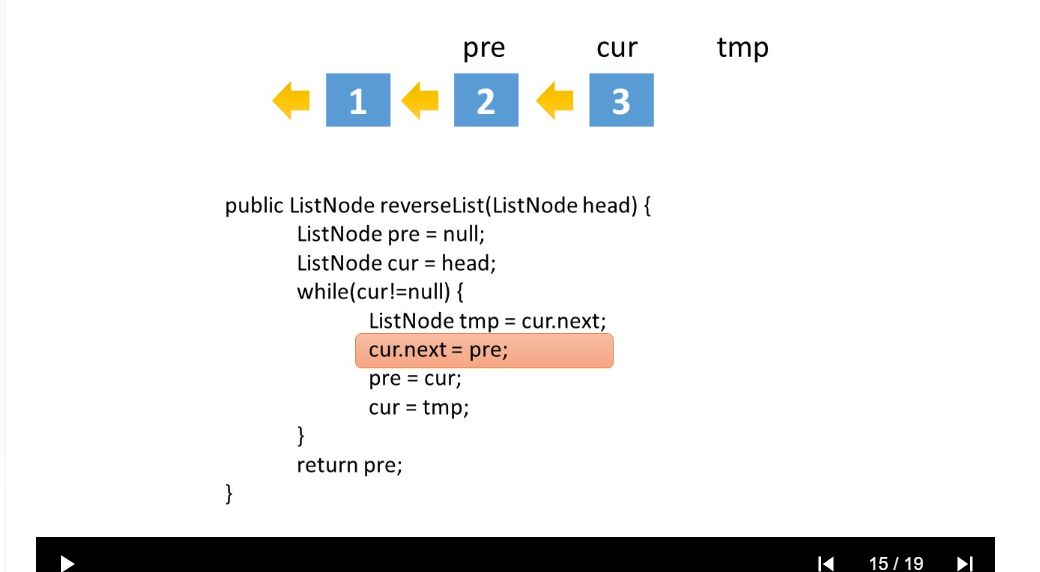 pre cur tmp
1 2 3
public ListNode reverseList(ListNode head) {
ListNode pre = null;
ListNode cur = head;
while(cur!=null) {
ListNode tmp = cur.next;
cur.next = pre;
pre = cur;
cur = tmp;
}
return pre;
}
15 / 19